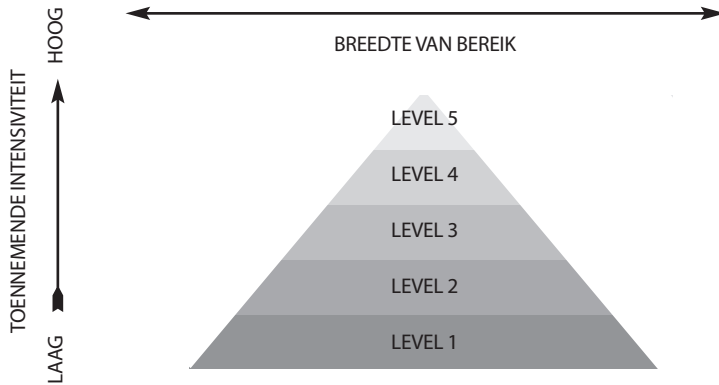 BREEDTE VAN BEREIK
HOOG
TOENNEMENDE INTENSIVITEIT
LAAG
LEVEL 5
LEVEL 4
LEVEL 3
LEVEL 2
LEVEL 1